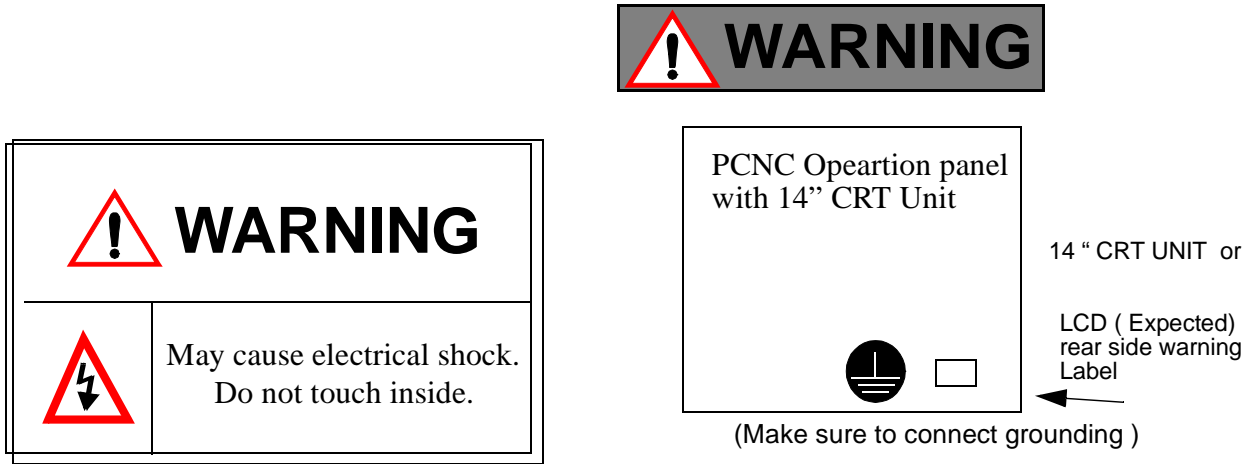 WARNING
WARNING
May cause electrical shock.
Do not touch inside.
PCNC Opeartion panel
with 14” CRT Unit
14 “ CRT UNIT or
LCD ( Expected)
rear side warning
Label
(Make sure to connect grounding )